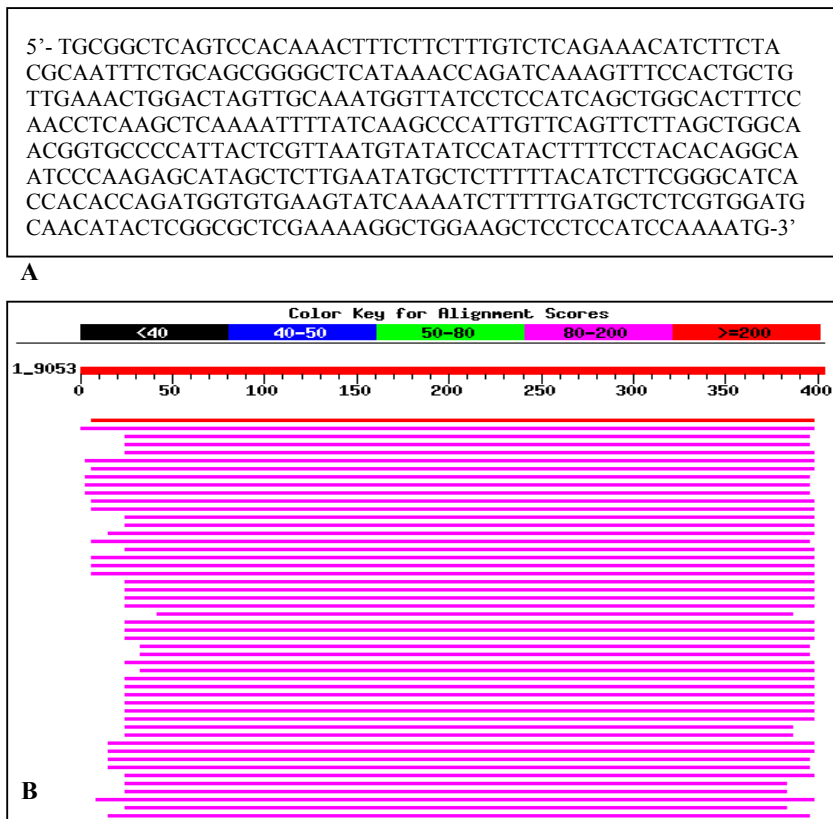 5’- TGCGGCTCAGTCCACAAACTTTCTTCTTTGTCTCAGAAACATCTTCTA
CGCAATTTCTGCAGCGGGGCTCATAAACCAGATCAAAGTTTCCACTGCTG
TTGAAACTGGACTAGTTGCAAATGGTTATCCTCCATCAGCTGGCACTTTCC
AACCTCAAGCTCAAAATTTTATCAAGCCCATTGTTCAGTTCTTAGCTGGCA
ACGGTGCCCCATTACTCGTTAATGTATATCCATACTTTTCCTACACAGGCA
ATCCCAAGAGCATAGCTCTTGAATATGCTCTTTTTACATCTTCGGGCATCA
CCACACCAGATGGTGTGAAGTATCAAAATCTTTTTGATGCTCTCGTGGATG
CAACATACTCGGCGCTCGAAAAGGCTGGAAGCTCCTCCATCCAAAATG-3’
A
Color Key for Alignment Scores
<40 40-50 50-80 80-200 >=200
1_9053
0 50 100 150 200 250 300 350 400
B